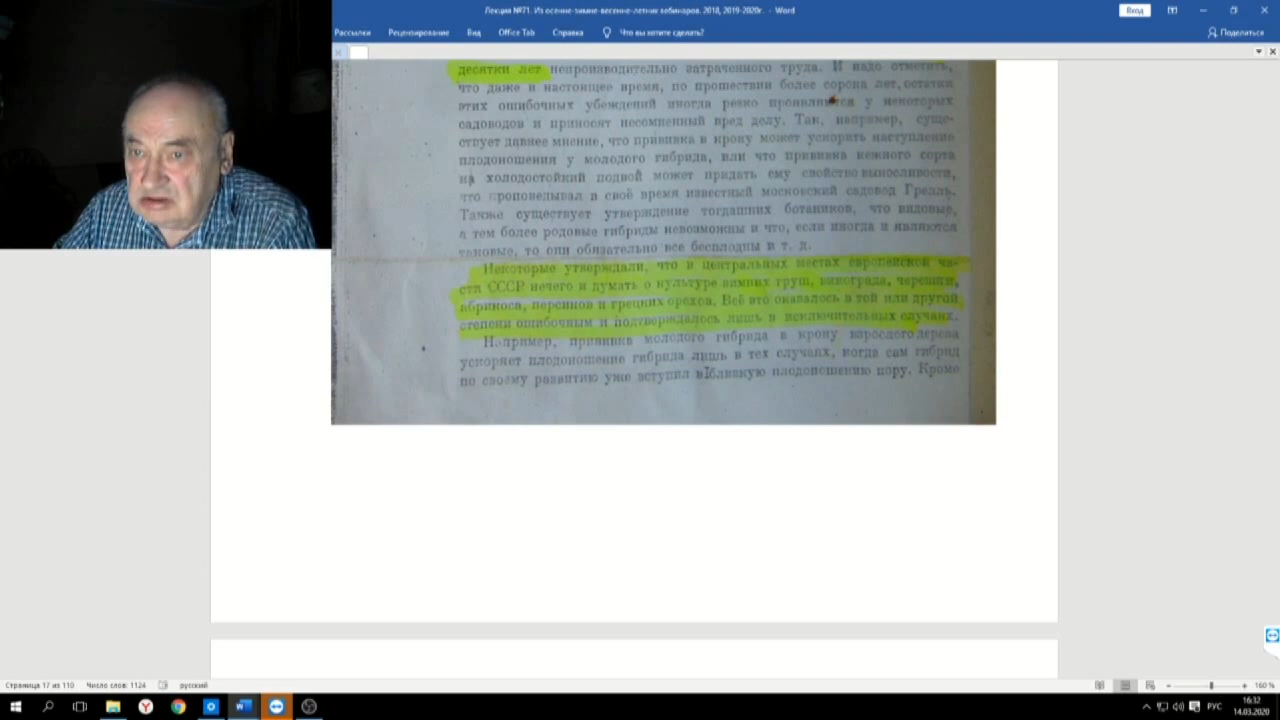 Лекция №71. Из осенне-зимне-весенне-летних вебинаров. 2018, 2019-2020г. - Word
Вход
Рассылки Рецензирование Вид Office Tab Справка Что вы хотите сделать? Поделиться
десятки лет непроизводительно затраченного труда. И надо отметить,
что даже в настоящее время, по прошествии более сорока лет, остатки
этих ошибочных убеждений иногда резко проявляются у некоторых
садоводов и приносят несомненный вред делу. Так, например, суще-
ствует давнее мнение, что прививка в крону может ускорить наступление
плодоношения у молодого гибрида, или что прививка нежного сорта
на холодостойкий подвой может придать ему свойство выносливости,
что проповедывал в своё время известный московский садовод Грелль.
Также существует утверждение тогдашних ботаников, что видовые,
а тем более родовые гибриды невозможны и что, если иногда и являются
таковые, то они обязательно все бесплодны и т. д.
Некоторые утверждали, что в центральных местах европейской ча-
сти СССР нечего и думать о культуре зимних груш, винограда, черешни,
абрикоса, персиков и грецких орехов. Всё это оказалось в той или другой
степени ошибочным и подтверждалось лишь в исключительных случаях.
Например, прививка молодого гибрида в крону взрослого дерева
ускоряет плодоношение гибрида лишь в тех случаях, когда сам гибрид
по своему развитию уже вступил в близкую плодоношению пору. Кроме
Страница 17 из 110 Число слов: 1124 русский 160 %
РУС
16:32
14.03.2020